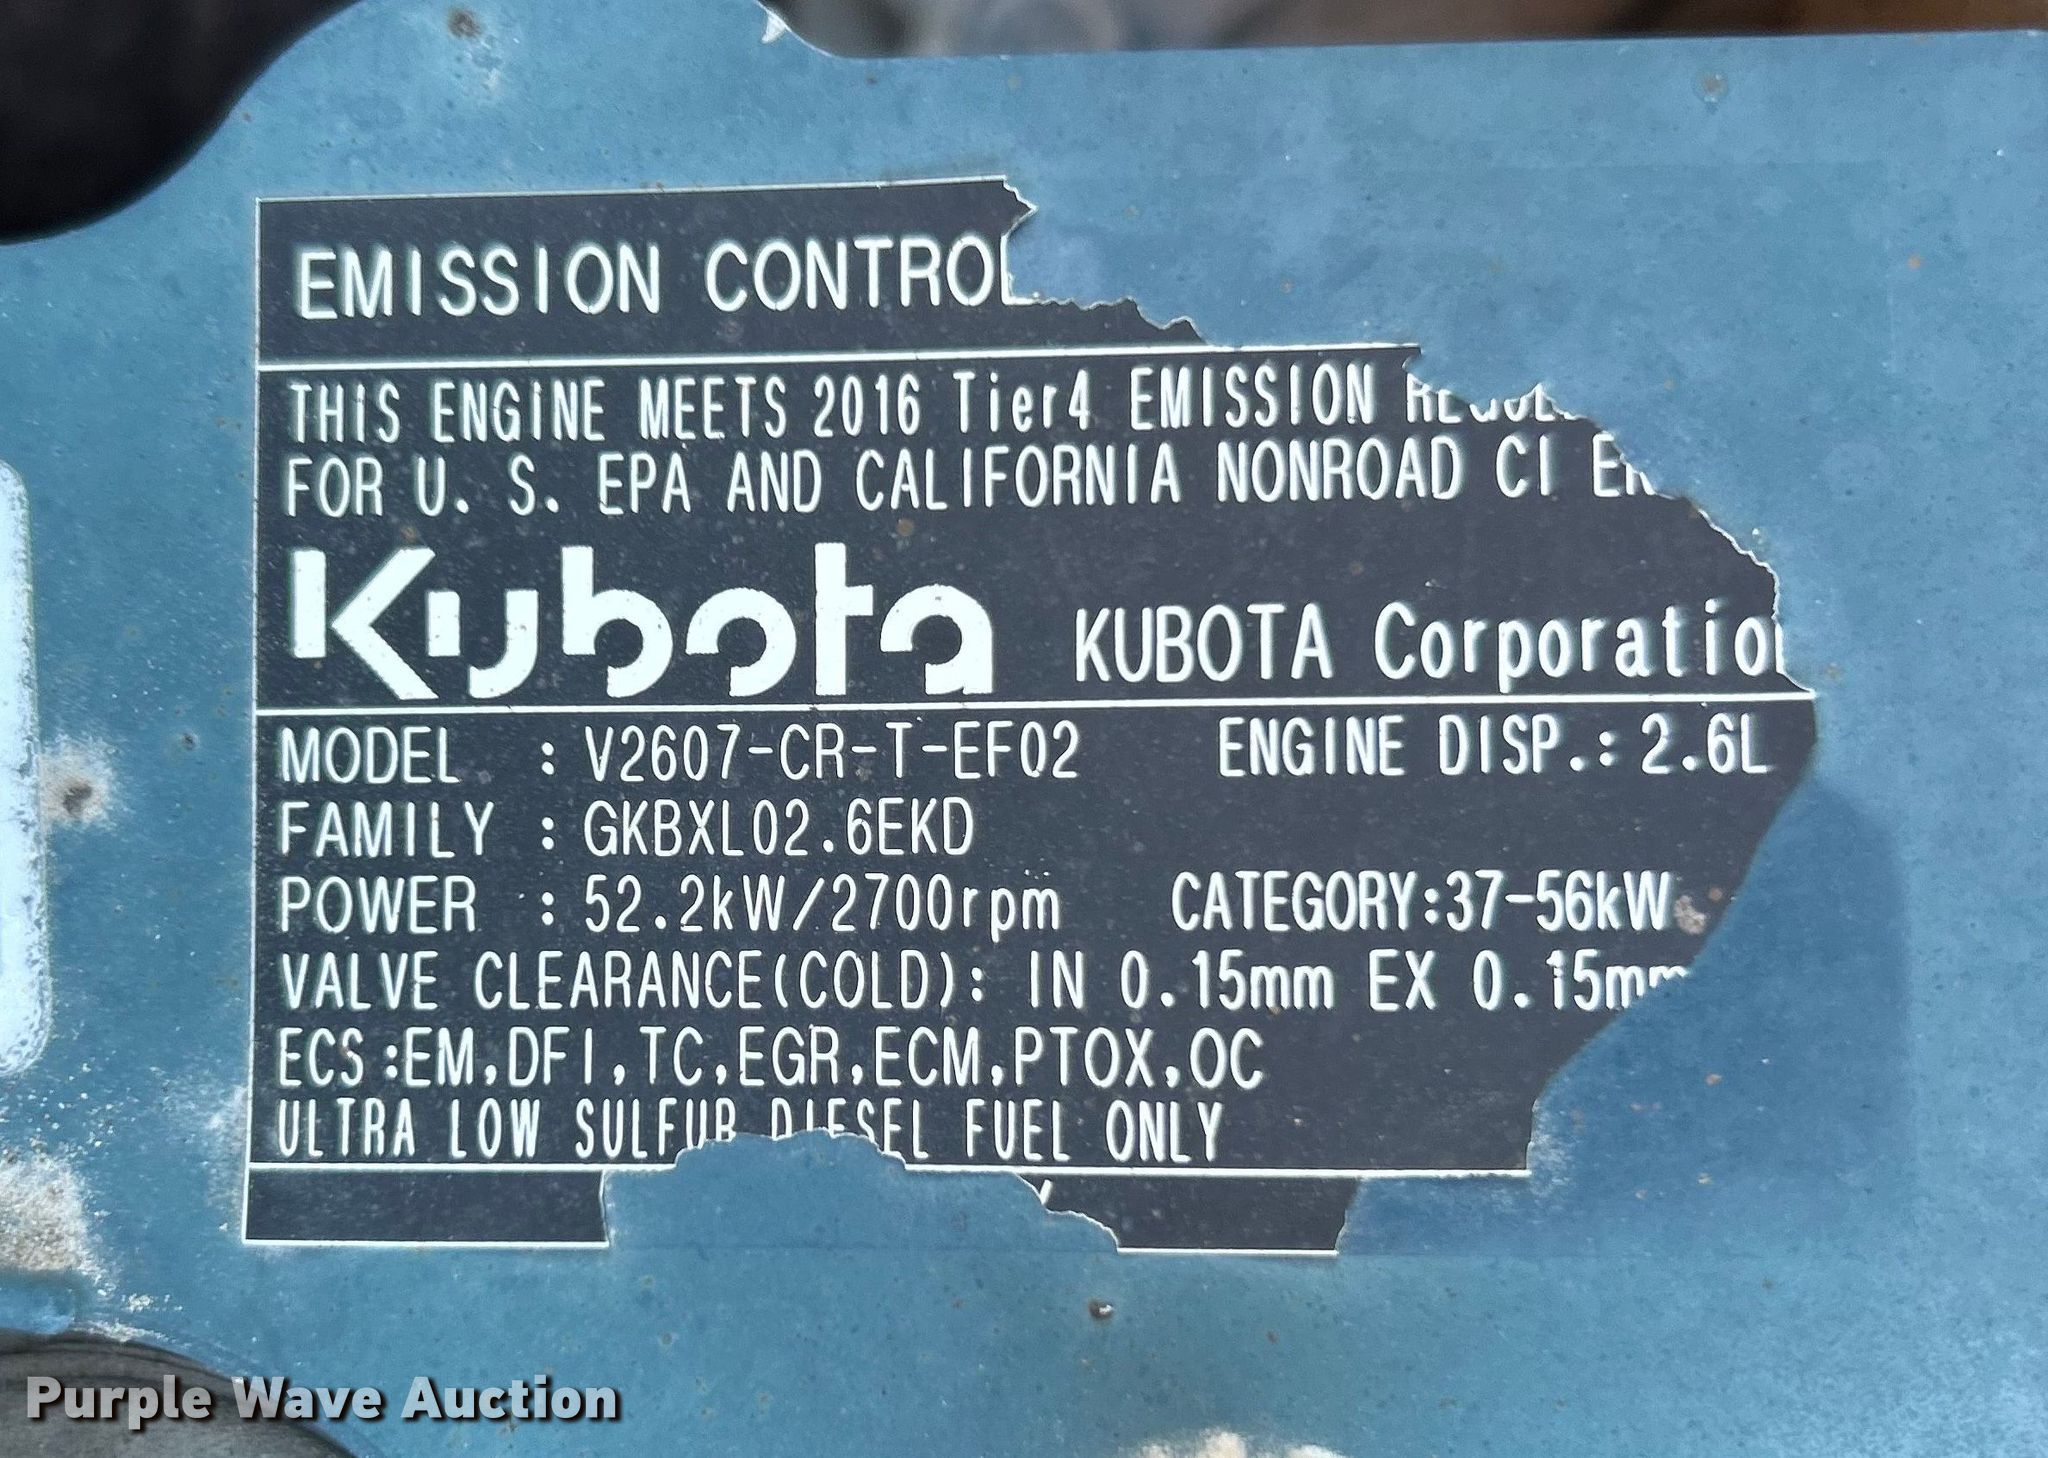 EMISSION CONTROL
THIS ENGINE MEETS 2016 Tier4 EMISSION
FOR U. S. EPA AND CALIFORNIA NONROAD CI
Kubota KUBOTA Corporation
MODEL : V2607-CR-T-EF02 ENGINE DISP.: 2.6L
FAMILY : GKBXL02.6EKD
POWER : 52.2kW/2700rpm CATEGORY:37-56kW
VALVE CLEARANCE(COLD): IN 0.15mm EX 0.15mm
ECS :EM,DFI,TC,EGR,ECM,PTOX,OC
ULTRA LOW SULFUR DIESEL FUEL ONLY
Purple Wave Auction